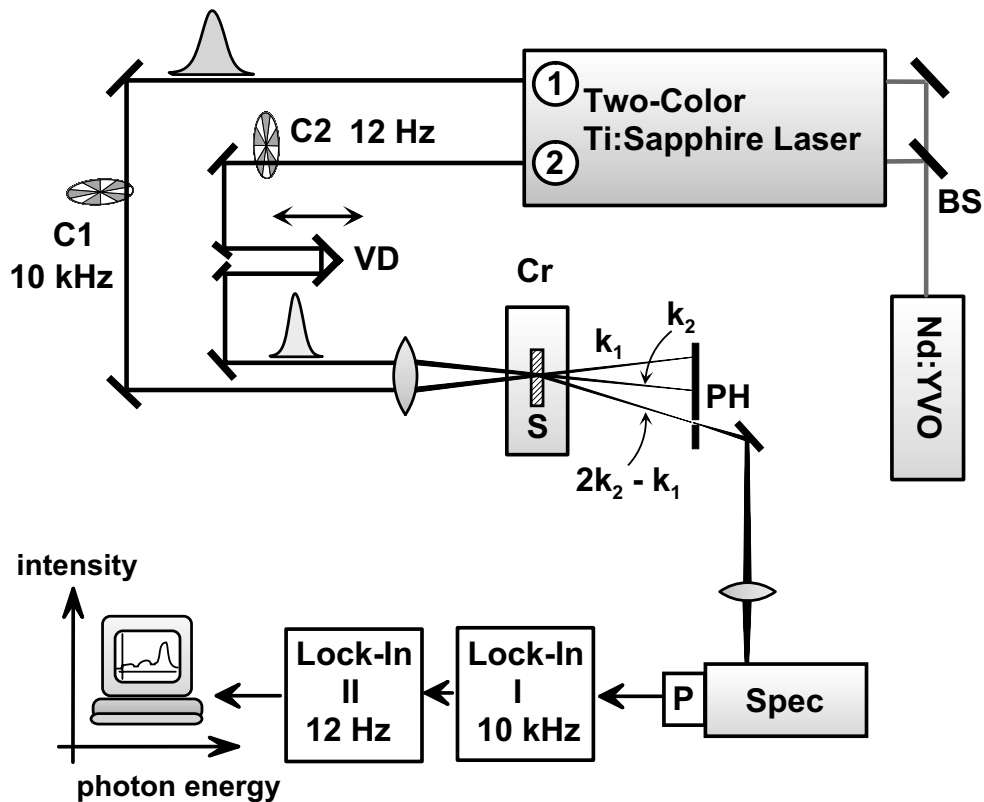 1
Two-Color
Ti:Sapphire Laser
2
C2 12 Hz
BS
C1
10 kHz
VD
Cr
k₁
k₂
PH
S
2k₂ - k₁
Nd:YVO
intensity
Lock-In
II
12 Hz
Lock-In
I
10 kHz
P
Spec
photon energy